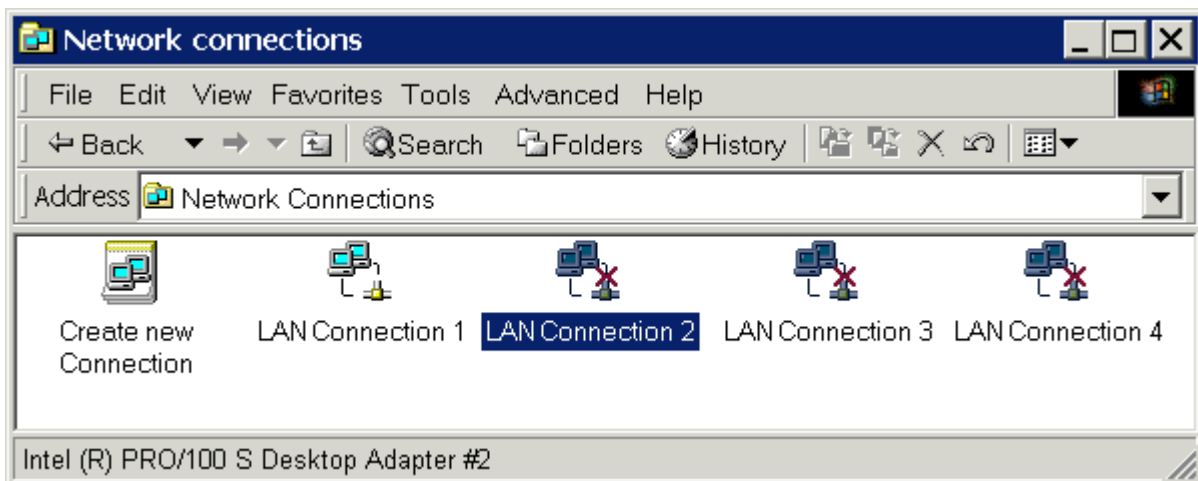 Network connections
File Edit View Favorites Tools Advanced Help
Back Search Folders History
Address Network Connections
Create new LAN Connection 1 LAN Connection 2 LAN Connection 3 LAN Connection 4
Connection
Intel (R) PRO/100 S Desktop Adapter #2